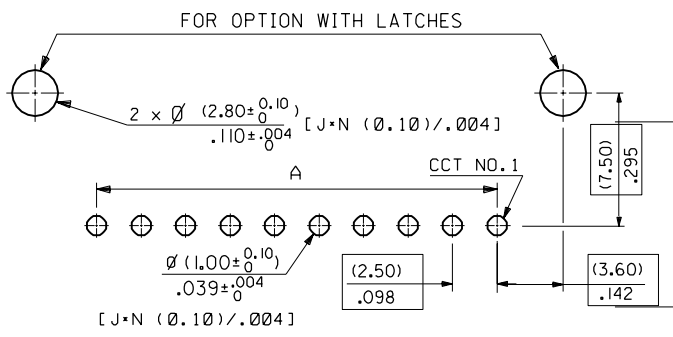 FOR OPTION WITH LATCHES
2 x Ø (2.80±0.10/0)
.110±.004/0 [J*N (0.10)/.004]
(7.50)
.295
A
CCT NO.1
Ø (1.00±0.10/0)
.039±.004/0
[J*N (0.10)/.004]
(2.50)
.098
(3.60)
.142